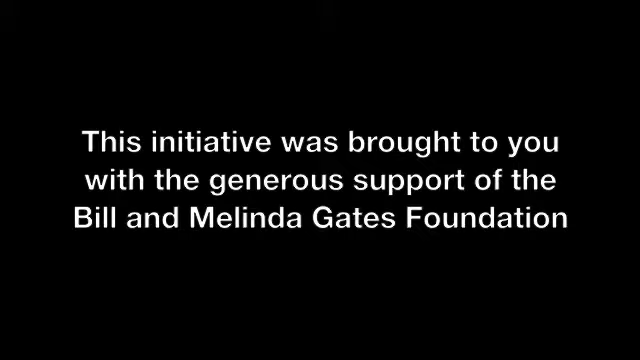 This initiative was brought to you
with the generous support of the
Bill and Melinda Gates Foundation